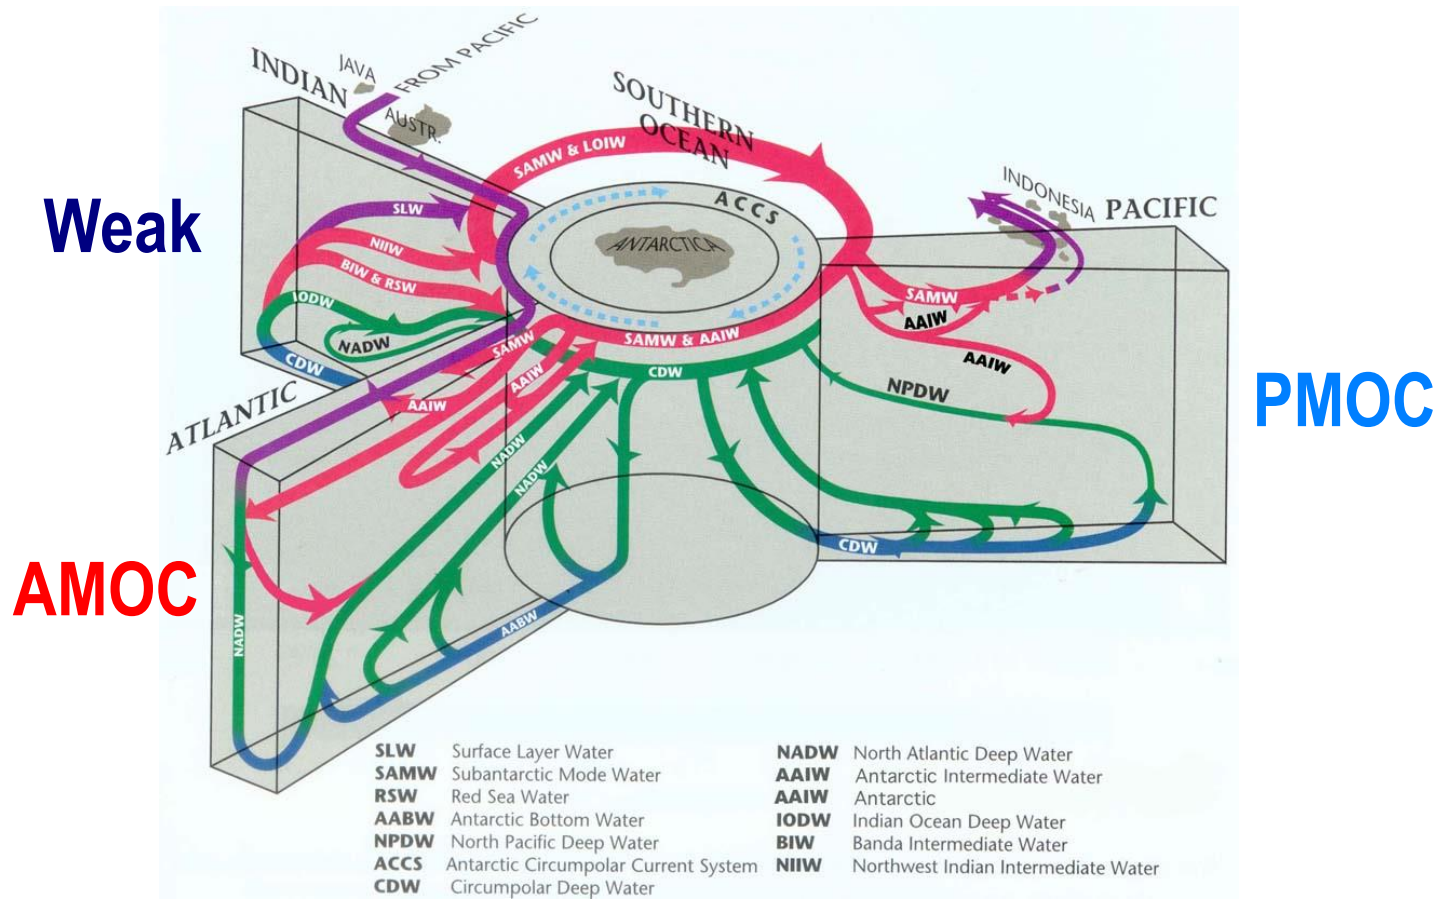 INDIAN
JAVA
FROM PACIFIC
AUSTR.
SOUTHERN
OCEAN
SAMW & LOIW
ACCS
ANTARCTICA
INDONESIA
PACIFIC
Weak
SLW
NIIW
BIW & RSW
IODW
NADW
CDW
SAMW
SAMW & AAIW
CDW
SAMW
AAIW
AAIW
NPDW
AAIW
AAIW
ATLANTIC
PMOC
NADW
NADW
CDW
AMOC
NADW
AABW
SLW Surface Layer Water
SAMW Subantarctic Mode Water
RSW Red Sea Water
AABW Antarctic Bottom Water
NPDW North Pacific Deep Water
ACCS Antarctic Circumpolar Current System
CDW Circumpolar Deep Water
NADW North Atlantic Deep Water
AAIW Antarctic Intermediate Water
AAIW Antarctic
IODW Indian Ocean Deep Water
BIW Banda Intermediate Water
NIIW Northwest Indian Intermediate Water